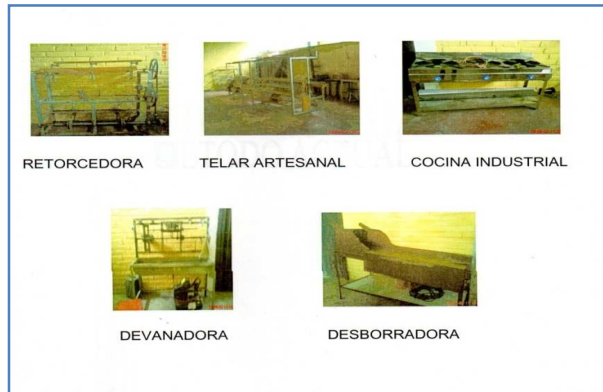 RETORCEDORA
TELAR ARTESANAL
COCINA INDUSTRIAL
DEVANADORA
DESBORRADORA